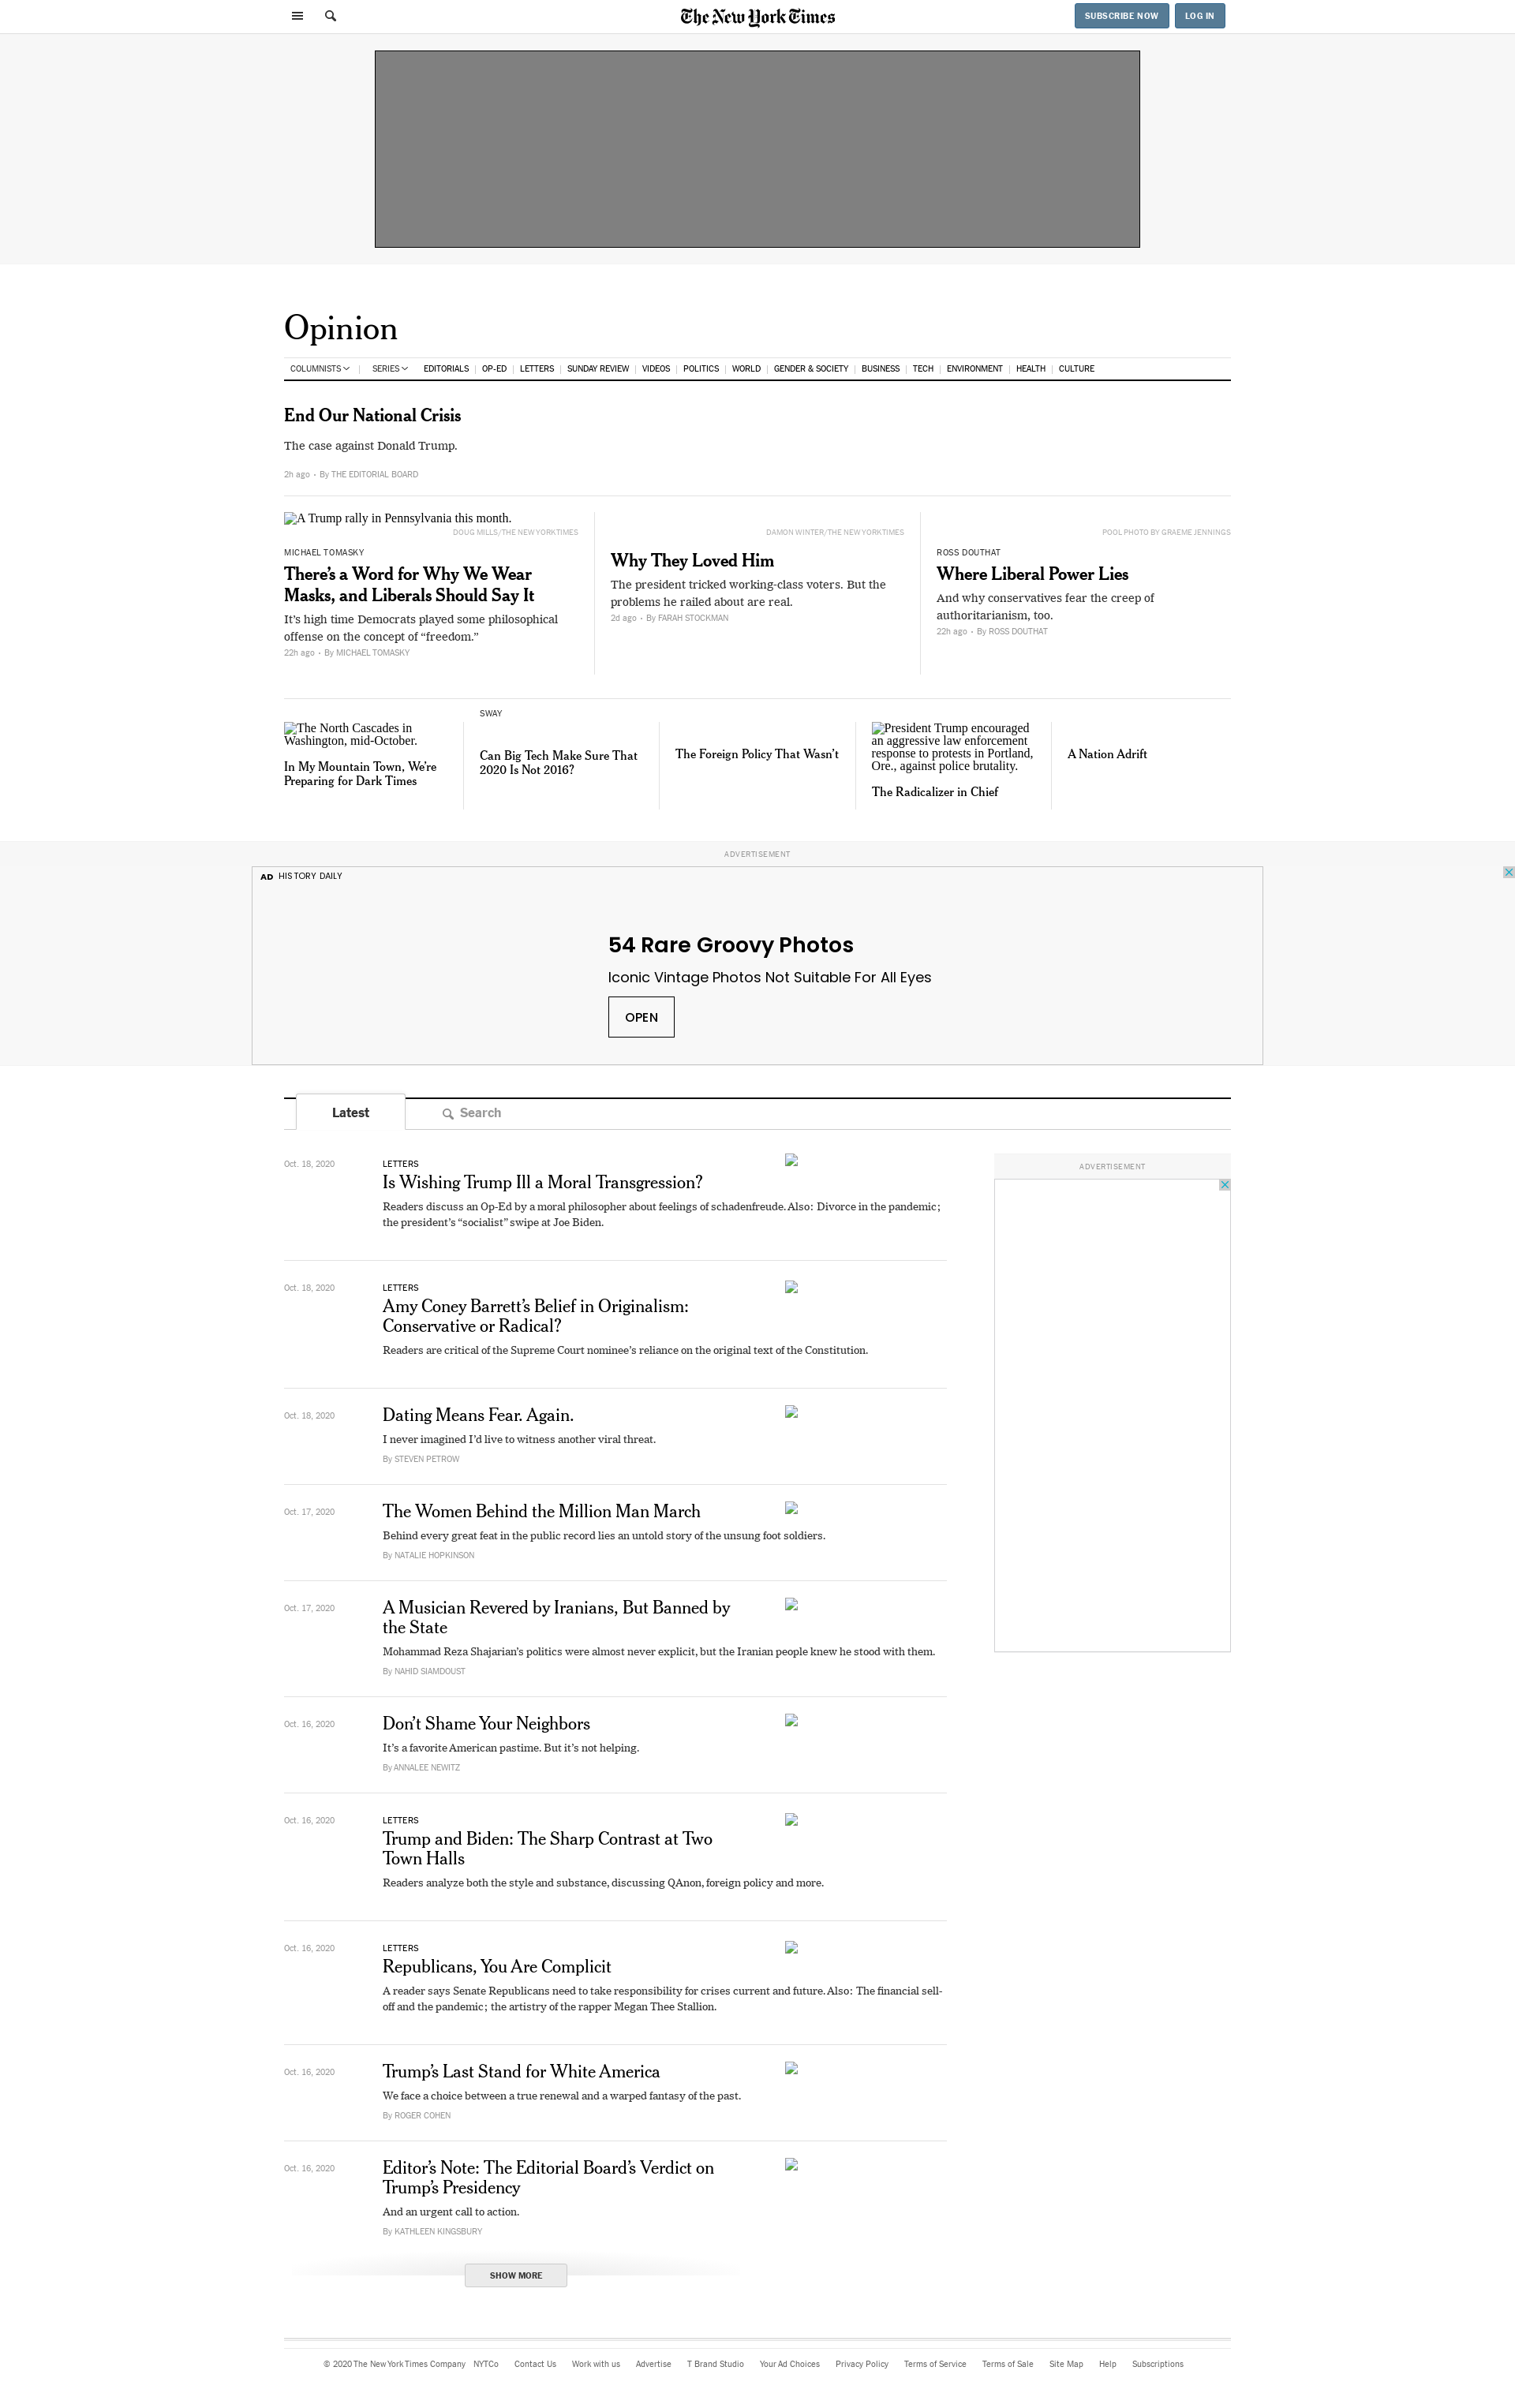 The New York Times
SUBSCRIBE NOW
LOG IN
Opinion
COLUMNISTS SERIES EDITORIALS OP-ED LETTERS SUNDAY REVIEW VIDEOS POLITICS WORLD GENDER & SOCIETY BUSINESS TECH ENVIRONMENT HEALTH CULTURE
End Our National Crisis
The case against Donald Trump.
2h ago • By THE EDITORIAL BOARD
A Trump rally in Pennsylvania this month.
DOUG MILLS/THE NEW YORK TIMES
MICHAEL TOMASKY
There’s a Word for Why We Wear
Masks, and Liberals Should Say It
It’s high time Democrats played some philosophical
offense on the concept of “freedom.”
22h ago • By MICHAEL TOMASKY
DAMON WINTER/THE NEW YORK TIMES
Why They Loved Him
The president tricked working-class voters. But the
problems he railed about are real.
2d ago • By FARAH STOCKMAN
POOL PHOTO BY GRAEME JENNINGS
ROSS DOUTHAT
Where Liberal Power Lies
And why conservatives fear the creep of
authoritarianism, too.
22h ago • By ROSS DOUTHAT
The North Cascades in
Washington, mid-October.
In My Mountain Town, We’re
Preparing for Dark Times
SWAY
Can Big Tech Make Sure That
2020 Is Not 2016?
The Foreign Policy That Wasn’t
President Trump encouraged
an aggressive law enforcement
response to protests in Portland,
Ore., against police brutality.
The Radicalizer in Chief
A Nation Adrift
ADVERTISEMENT
AD HISTORY DAILY
54 Rare Groovy Photos
Iconic Vintage Photos Not Suitable For All Eyes
OPEN
Latest
Search
Oct. 18, 2020
LETTERS
Is Wishing Trump Ill a Moral Transgression?
Readers discuss an Op-Ed by a moral philosopher about feelings of schadenfreude. Also: Divorce in the pandemic;
the president’s “socialist” swipe at Joe Biden.
ADVERTISEMENT
Oct. 18, 2020
LETTERS
Amy Coney Barrett’s Belief in Originalism:
Conservative or Radical?
Readers are critical of the Supreme Court nominee’s reliance on the original text of the Constitution.
Oct. 18, 2020
Dating Means Fear. Again.
I never imagined I’d live to witness another viral threat.
By STEVEN PETROW
Oct. 17, 2020
The Women Behind the Million Man March
Behind every great feat in the public record lies an untold story of the unsung foot soldiers.
By NATALIE HOPKINSON
Oct. 17, 2020
A Musician Revered by Iranians, But Banned by
the State
Mohammad Reza Shajarian’s politics were almost never explicit, but the Iranian people knew he stood with them.
By NAHID SIAMDOUST
Oct. 16, 2020
Don’t Shame Your Neighbors
It’s a favorite American pastime. But it’s not helping.
By ANNALEE NEWITZ
Oct. 16, 2020
LETTERS
Trump and Biden: The Sharp Contrast at Two
Town Halls
Readers analyze both the style and substance, discussing QAnon, foreign policy and more.
Oct. 16, 2020
LETTERS
Republicans, You Are Complicit
A reader says Senate Republicans need to take responsibility for crises current and future. Also: The financial sell-
off and the pandemic; the artistry of the rapper Megan Thee Stallion.
Oct. 16, 2020
Trump’s Last Stand for White America
We face a choice between a true renewal and a warped fantasy of the past.
By ROGER COHEN
Oct. 16, 2020
Editor’s Note: The Editorial Board’s Verdict on
Trump’s Presidency
And an urgent call to action.
By KATHLEEN KINGSBURY
SHOW MORE
© 2020 The New York Times Company NYTCo Contact Us Work with us Advertise T Brand Studio Your Ad Choices Privacy Policy Terms of Service Terms of Sale Site Map Help Subscriptions